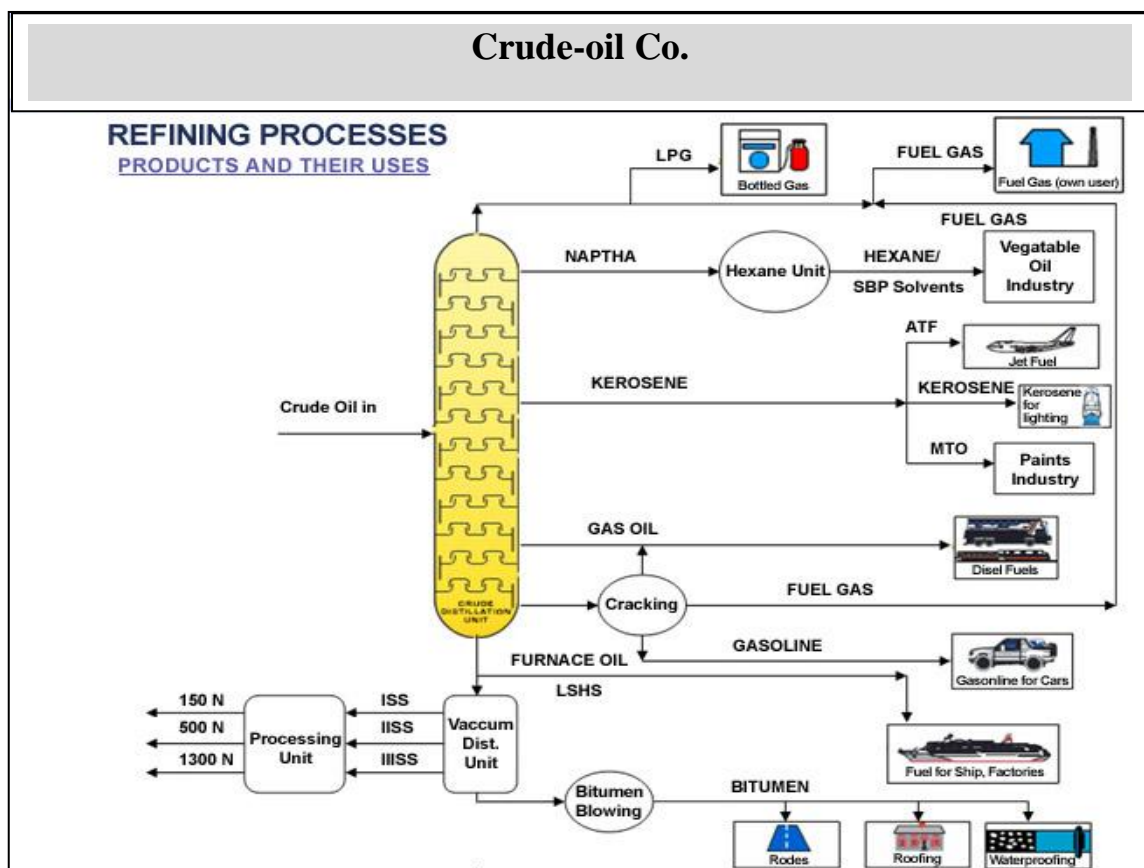 Crude-oil Co.
REFINING PROCESSES
PRODUCTS AND THEIR USES
LPG
Bottled Gas
FUEL GAS
Fuel Gas (own user)
FUEL GAS
NAPTHA
Hexane Unit
HEXANE/
SBP Solvents
Vegatable
Oil
Industry
ATF
Jet Fuel
Crude Oil in
KEROSENE
KEROSENE
Kerosene
for
lighting
MTO
Paints
Industry
GAS OIL
Disel Fuels
CRUDE
DISTILLATION
UNIT
Cracking
FUEL GAS
GASOLINE
Gasonline for Cars
FURNACE OIL
LSHS
Fuel for Ship, Factories
150 N
500 N
1300 N
Processing
Unit
ISS
IISS
IIISS
Vaccum
Dist.
Unit
Bitumen
Blowing
BITUMEN
Rodes
Roofing
Waterproofing